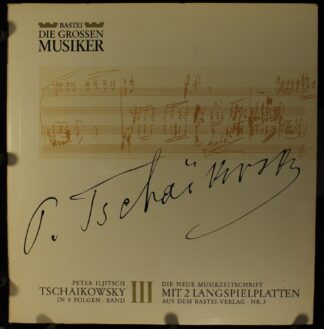 BASTEI
DIE GROSSEN
MUSIKER
P. Tschaïkovsky
PETER ILJITSCH
TSCHAIKOWSKY
IN 3 FOLGEN · BAND
III
DIE NEUE MUSIKZEITSCHRIFT
MIT 2 LANGSPIELPLATTEN
AUS DEM BASTEI-VERLAG · NR. 3